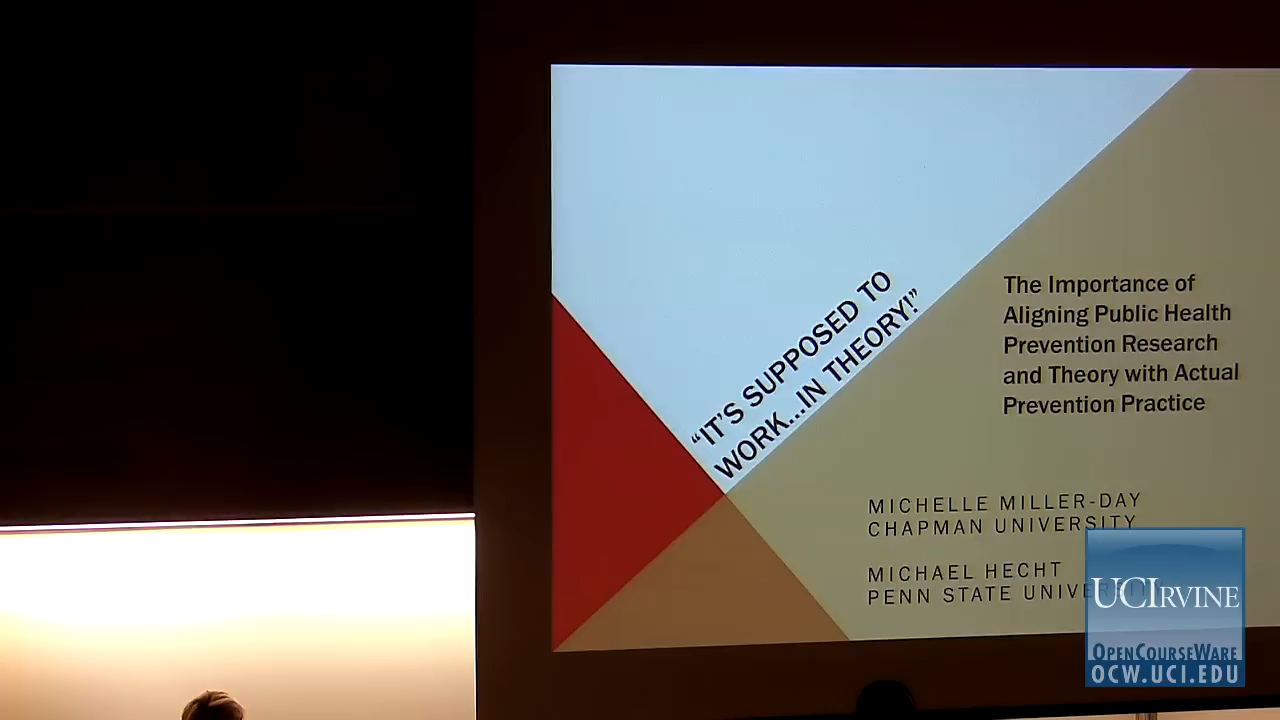 “IT’S SUPPOSED TO
WORK...IN THEORY!”
The Importance of
Aligning Public Health
Prevention Research
and Theory with Actual
Prevention Practice
MICHELLE MILLER-DAY
CHAPMAN UNIVERSITY
MICHAEL HECHT
PENN STATE UNIVERSITY
UCIRVINE
OPENCOURSEWARE
OCW.UCI.EDU